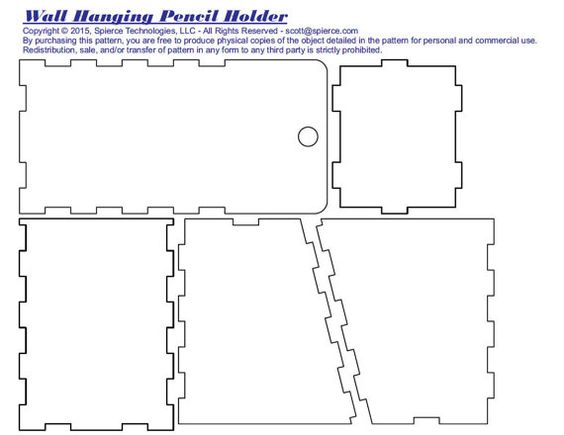 Wall Hanging Pencil Holder
Copyright © 2015, Spierce Technologies, LLC - All Rights Reserved - scott@spierce.com
By purchasing this pattern, you are free to produce physical copies of the object detailed in the pattern for personal and commercial use.
Redistribution, sale, and/or transfer of pattern in any form to any third party is strictly prohibited.